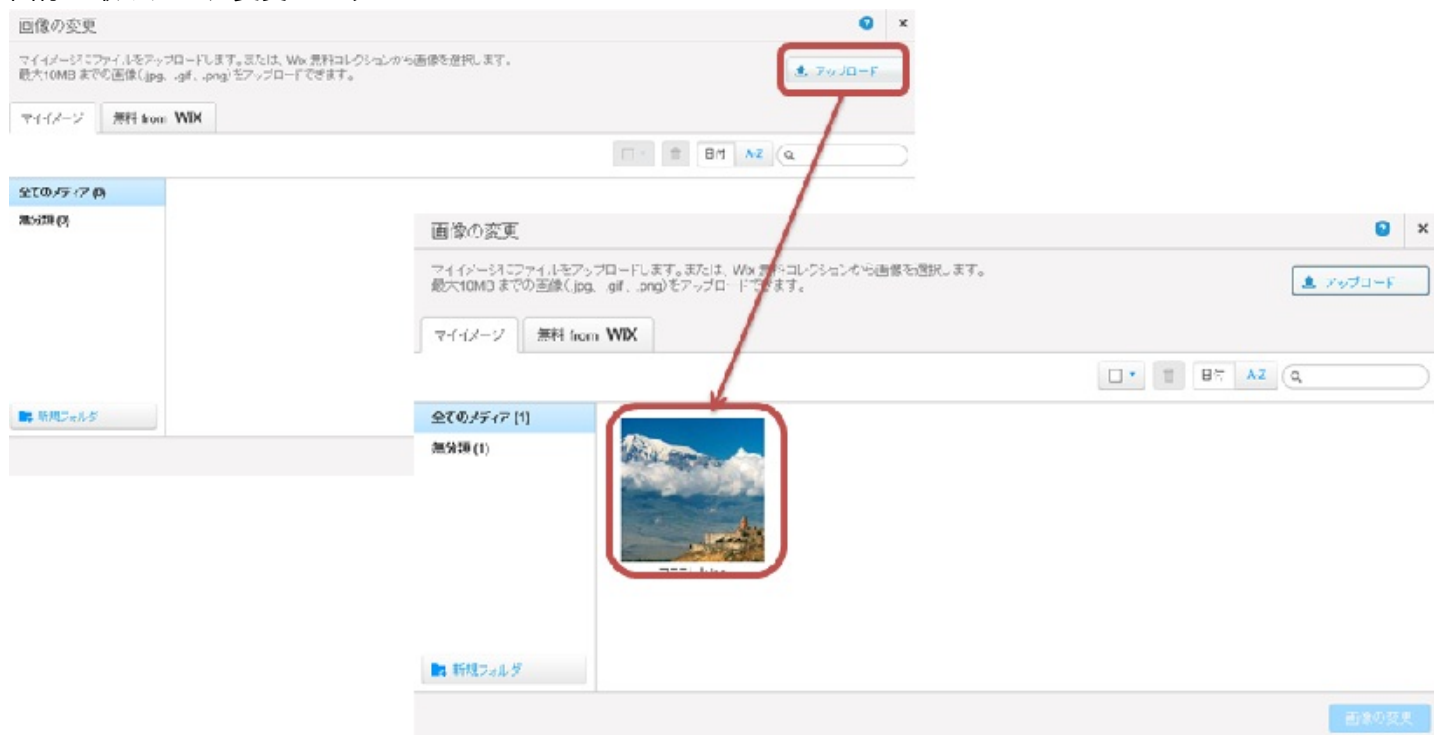 画像の変更
マイイメージにファイルをアップロードします。または、Wix 無料コレクションから画像を選択します。
最大10MB までの画像(.jpg、.gif、.png)をアップロードできます。
アップロード
マイイメージ
無料 from WIX
日付
A-Z
全てのメディア (0)
無分類 (0)
新規フォルダ
画像の変更
マイイメージにファイルをアップロードします。または、Wix 無料コレクションから画像を選択します。
最大10MB までの画像(.jpg、.gif、.png)をアップロードできます。
アップロード
マイイメージ
無料 from WIX
日付
A-Z
全てのメディア [1]
無分類 (1)
新規フォルダ
画像の変更